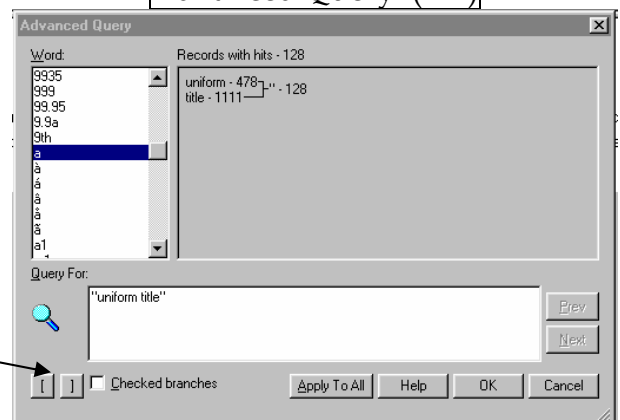 Advanced Query
Word:
Records with hits - 128
9935
999
99.95
9.9a
9th
a
à
á
â
å
ã
a1
uniform - 478
title - 1111
" - 128
Query For:
"uniform title"
Prev
Next
[ ]
Checked branches
Apply To All
Help
OK
Cancel